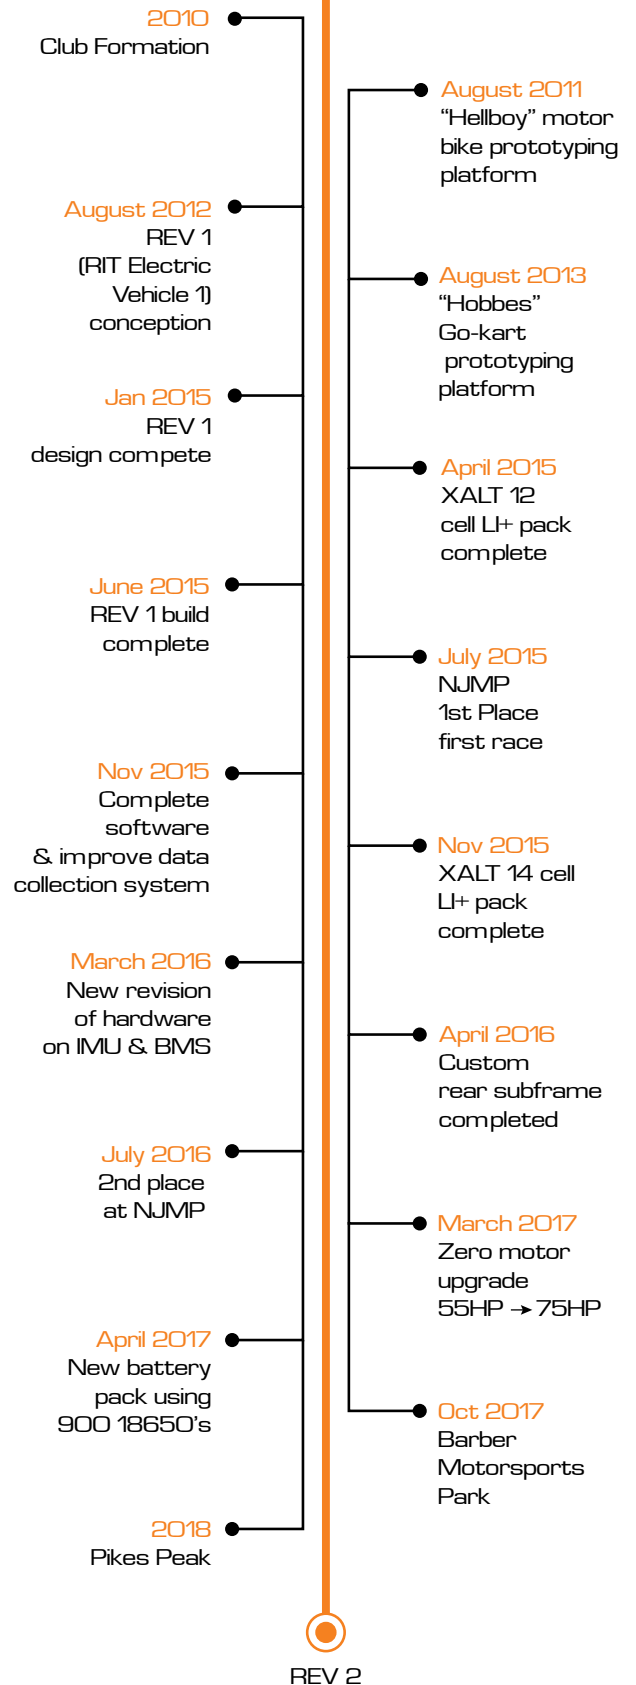 2010
Club Formation
August 2011
“Hellboy” motor
bike prototyping
platform
August 2012
REV 1
(RIT Electric
Vehicle 1)
conception
August 2013
“Hobbes”
Go-kart
prototyping
platform
Jan 2015
REV 1
design compete
April 2015
XALT 12
cell LI+ pack
complete
June 2015
REV 1 build
complete
July 2015
NJMP
1st Place
first race
Nov 2015
Complete
software
& improve data
collection system
Nov 2015
XALT 14 cell
LI+ pack
complete
March 2016
New revision
of hardware
on IMU & BMS
April 2016
Custom
rear subframe
completed
July 2016
2nd place
at NJMP
March 2017
Zero motor
upgrade
55HP → 75HP
April 2017
New battery
pack using
900 18650’s
Oct 2017
Barber
Motorsports
Park
2018
Pikes Peak
REV 2